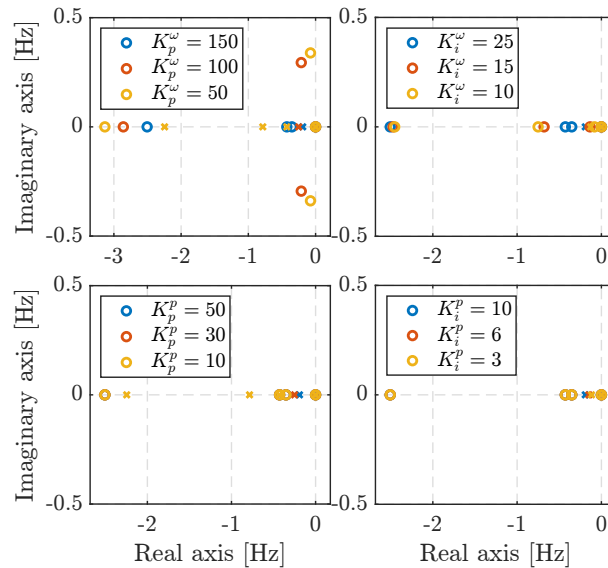 0.5
0
-0.5
Imaginary axis [Hz]
K_p^ω = 150
K_p^ω = 100
K_p^ω = 50
-3 -2 -1 0
0.5
0
-0.5
K_i^ω = 25
K_i^ω = 15
K_i^ω = 10
-2 -1 0
0.5
0
-0.5
Imaginary axis [Hz]
K_p^p = 50
K_p^p = 30
K_p^p = 10
-2 -1 0
Real axis [Hz]
0.5
0
-0.5
K_i^p = 10
K_i^p = 6
K_i^p = 3
-2 -1 0
Real axis [Hz]